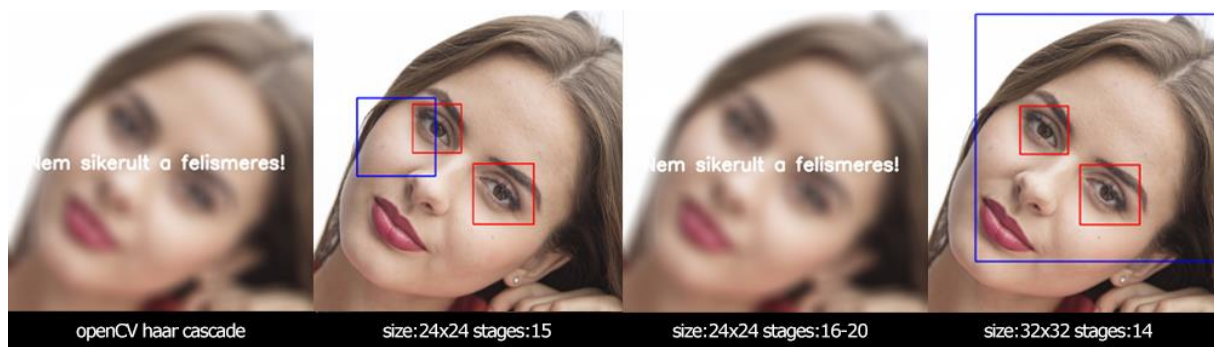 Nem sikerult a felismeres!
Nem sikerult a felismeres!
openCV haar cascade
size:24x24 stages:15
size:24x24 stages:16-20
size:32x32 stages:14